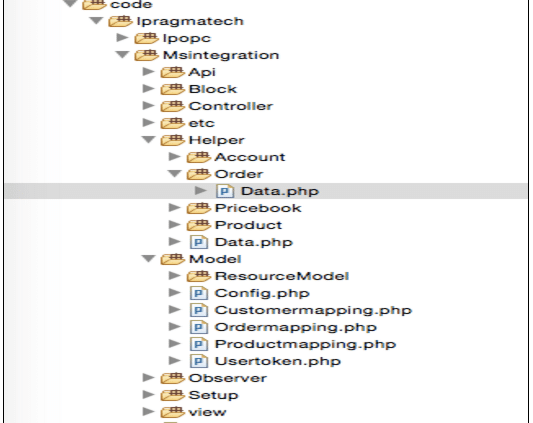 code
Ipragmatech
Ipopc
Msintegration
Api
Block
Controller
etc
Helper
Account
Order
Data.php
Pricebook
Product
Data.php
Model
ResourceModel
Config.php
Customermapping.php
Ordermapping.php
Productmapping.php
Usertoken.php
Observer
Setup
view